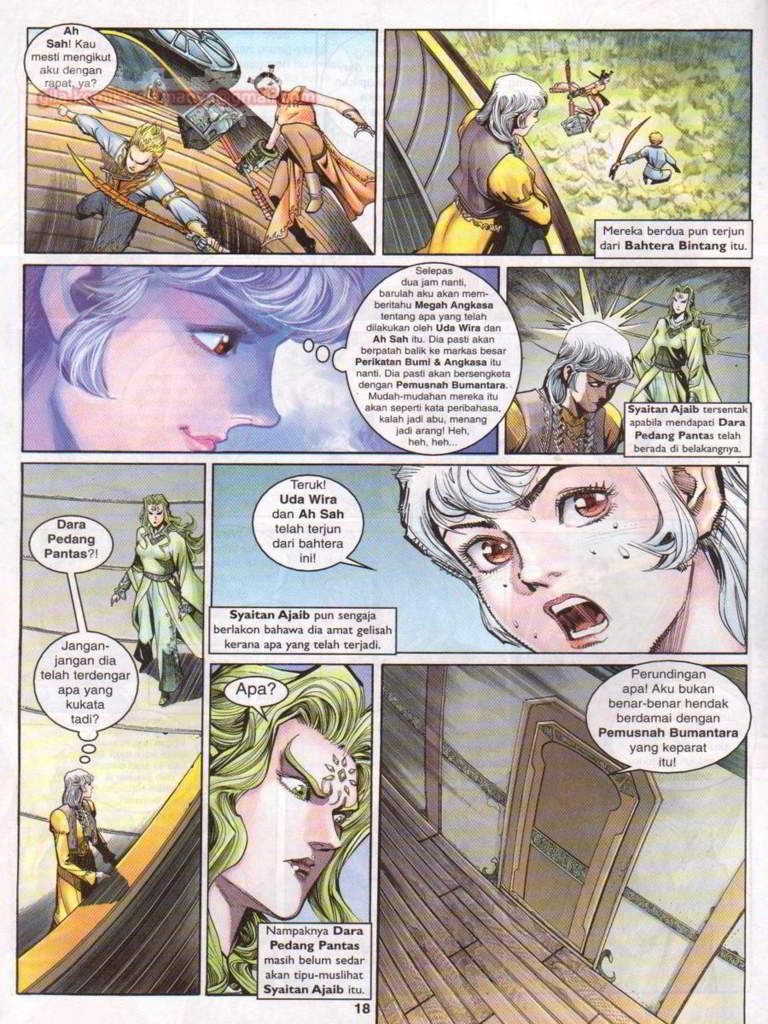 Ah
Sah! Kau
mesti mengikut
aku dengan
rapat, ya?
Mereka berdua pun terjun
dari Bahtera Bintang itu.
Selepas
dua jam nanti,
barulah aku akan mem-
beritahu Megah Angkasa
tentang apa yang telah
dilakukan oleh Uda Wira dan
Ah Sah itu. Dia pasti akan
berpatah balik ke markas besar
Perikatan Bumi & Angkasa itu
nanti. Dia pasti akan bersengketa
dengan Pemusnah Bumantara.
Mudah-mudahan mereka itu
akan seperti kata peribahasa,
kalah jadi abu, menang
jadi arang! Heh,
heh, heh...
Syaitan Ajaib tersentak
apabila mendapati Dara
Pedang Pantas telah
berada di belakangnya.
Dara
Pedang
Pantas?!
Jangan-
jangan dia
telah terdengar
apa yang
kukata
tadi?
Teruk!
Uda Wira
dan Ah Sah
telah terjun
dari bahtera
ini!
Syaitan Ajaib pun sengaja
berlakon bahawa dia amat gelisah
kerana apa yang telah terjadi.
Apa?
Nampaknya Dara
Pedang Pantas
masih belum sedar
akan tipu-muslihat
Syaitan Ajaib itu.
Perundingan
apa! Aku bukan
benar-benar hendak
berdamai dengan
Pemusnah Bumantara
yang keparat
itu!
18